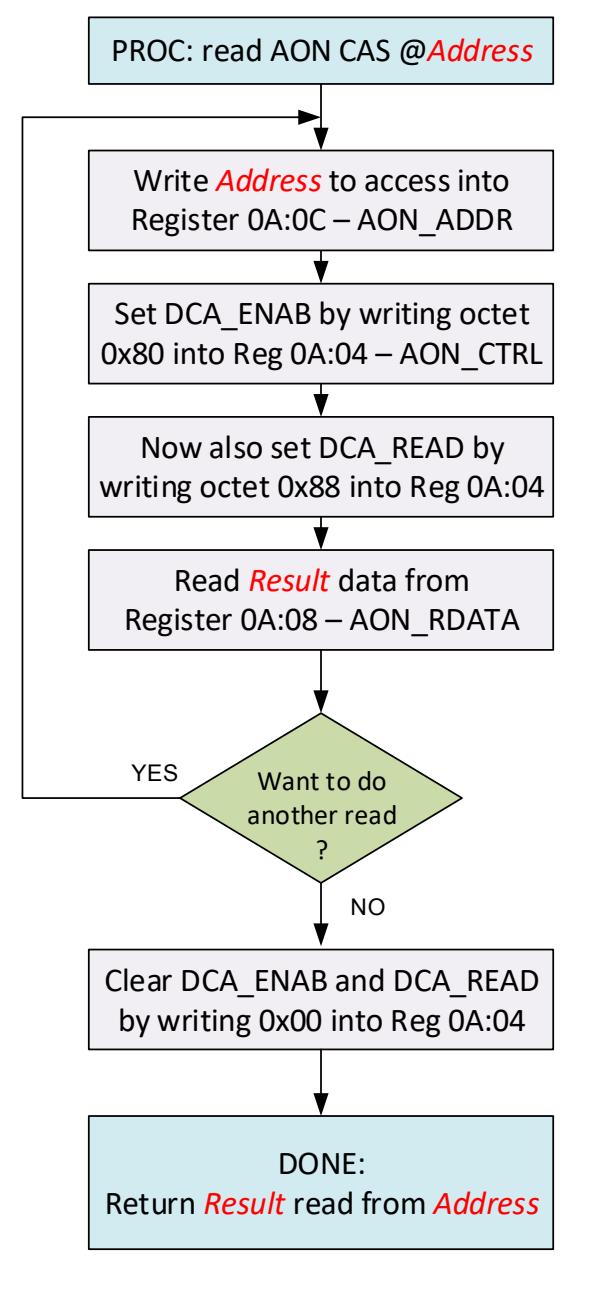 PROC: read AON CAS @Address
Write Address to access into
Register 0A:0C – AON_ADDR
Set DCA_ENAB by writing octet
0x80 into Reg 0A:04 – AON_CTRL
Now also set DCA_READ by
writing octet 0x88 into Reg 0A:04
Read Result data from
Register 0A:08 – AON_RDATA
YES
Want to do
another read
?
NO
Clear DCA_ENAB and DCA_READ
by writing 0x00 into Reg 0A:04
DONE:
Return Result read from Address